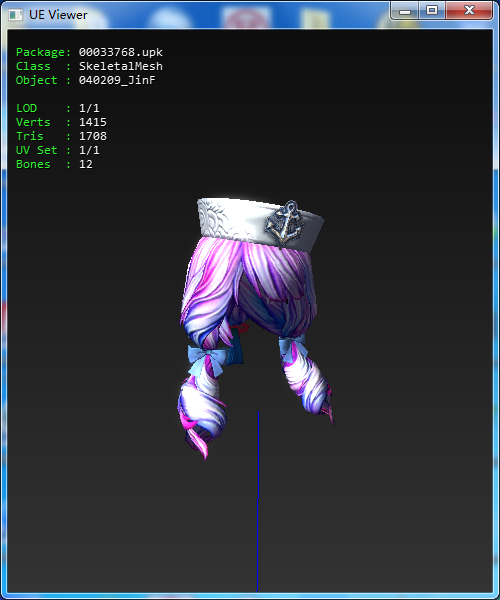 UE Viewer
Package: 00033768.upk
Class  : SkeletalMesh
Object : 040209_JinF
LOD    : 1/1
Verts  : 1415
Tris   : 1708
UV Set : 1/1
Bones  : 12